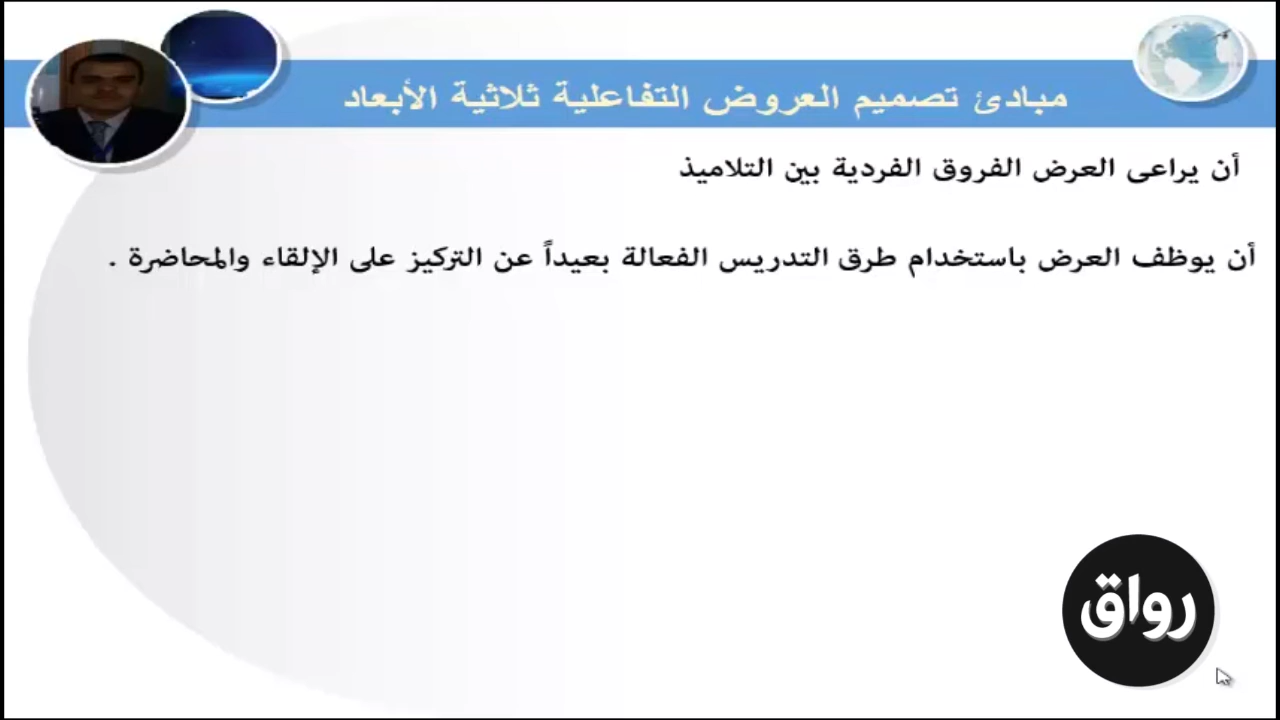 مبادئ تصميم العروض التفاعلية ثلاثية الأبعاد
أن يراعى العرض الفروق الفردية بين التلاميذ
أن يوظف العرض باستخدام طرق التدريس الفعالة بعيداً عن التركيز على الإلقاء والمحاضرة .
رواق